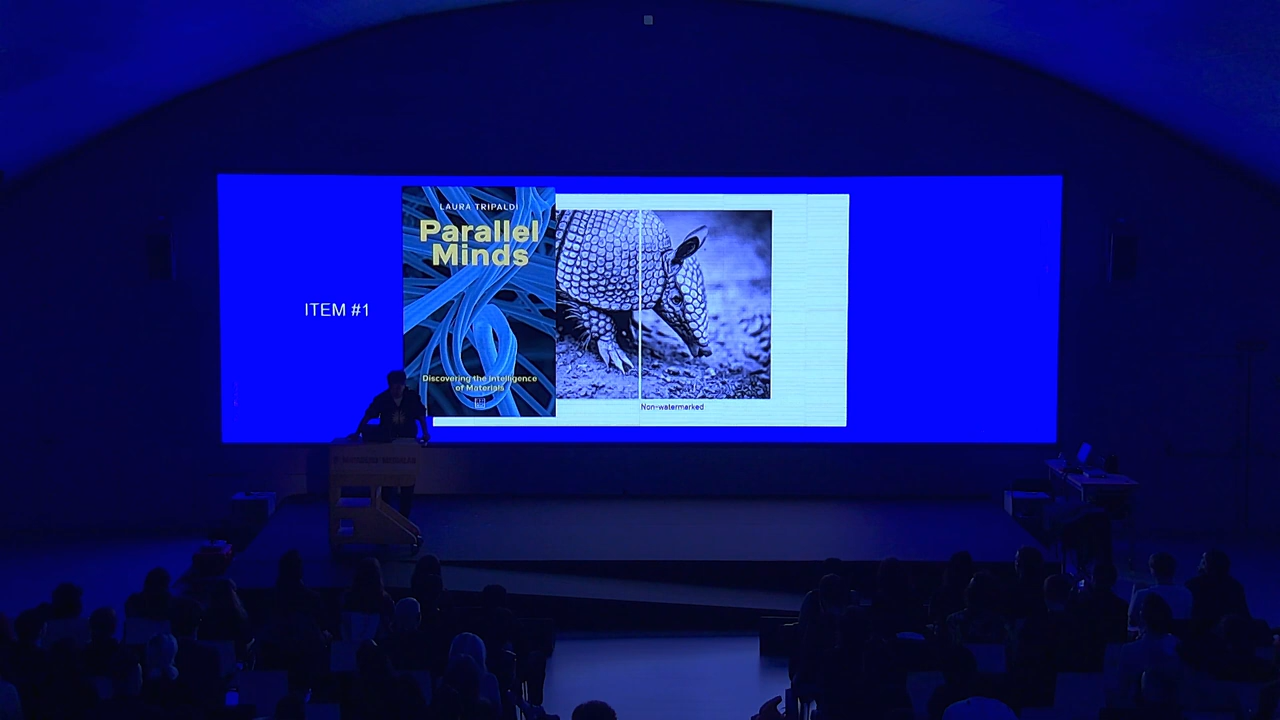 ITEM #1
LAURA TRIPALDI
Parallel
Minds
Discovering the Intelligence
of Materials
Non-watermarked